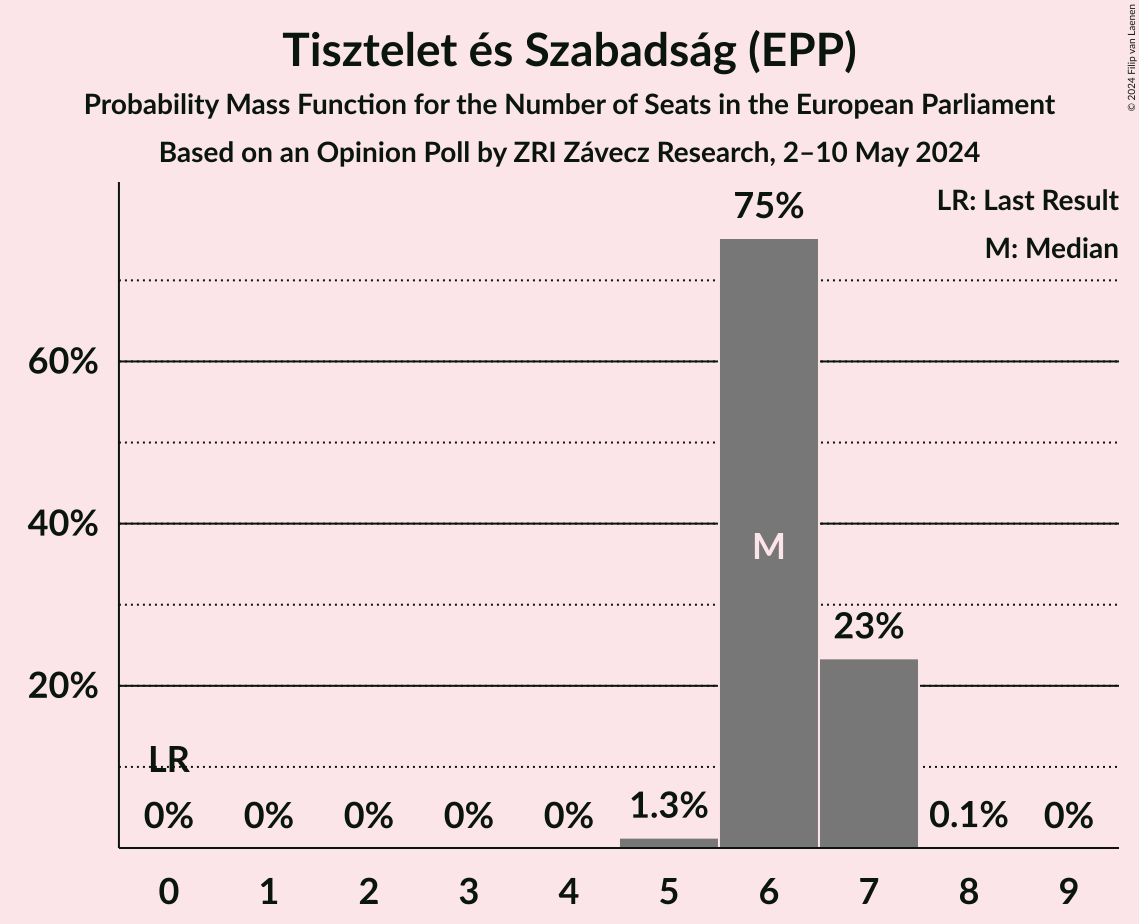 Tisztelet és Szabadság (EPP)
Probability Mass Function for the Number of Seats in the European Parliament
Based on an Opinion Poll by ZRI Závecz Research, 2–10 May 2024
© 2024 Filip van Laenen
LR: Last Result
M: Median
75%
60%
40%
M
23%
20%
LR
0% 0% 0% 0% 0% 1.3% 0.1% 0%
0 1 2 3 4 5 6 7 8 9